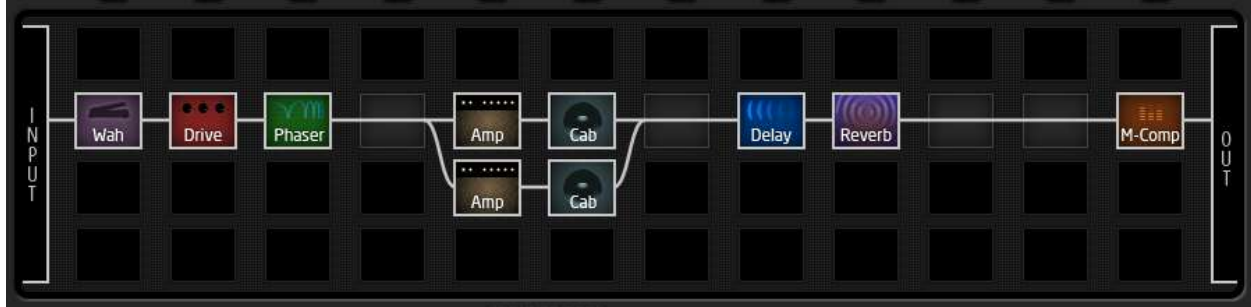 INPUT
Wah
Drive
Phaser
Amp
Cab
Delay
Reverb
M-Comp
OUT
Amp
Cab